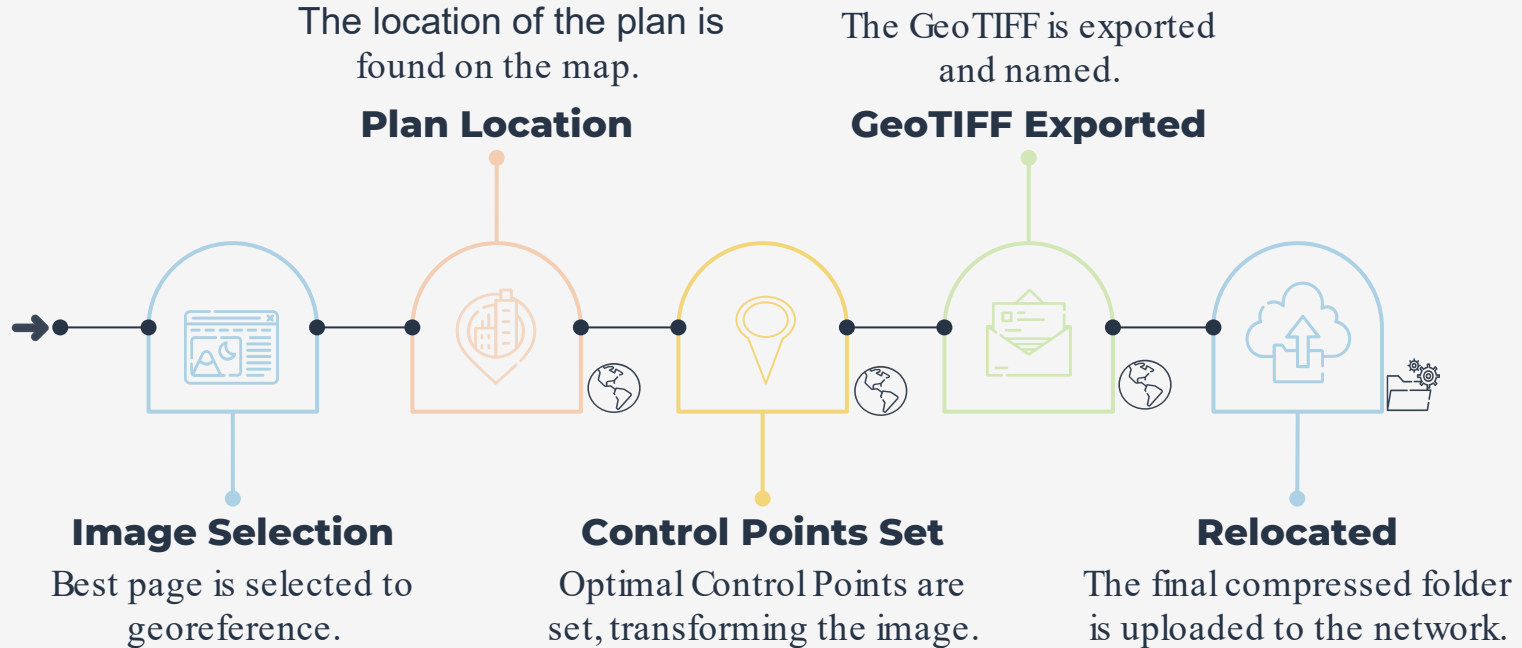 The location of the plan is
found on the map.
Plan Location
The GeoTIFF is exported
and named.
GeoTIFF Exported
Image Selection
Best page is selected to
georeference.
Control Points Set
Optimal Control Points are
set, transforming the image.
Relocated
The final compressed folder
is uploaded to the network.